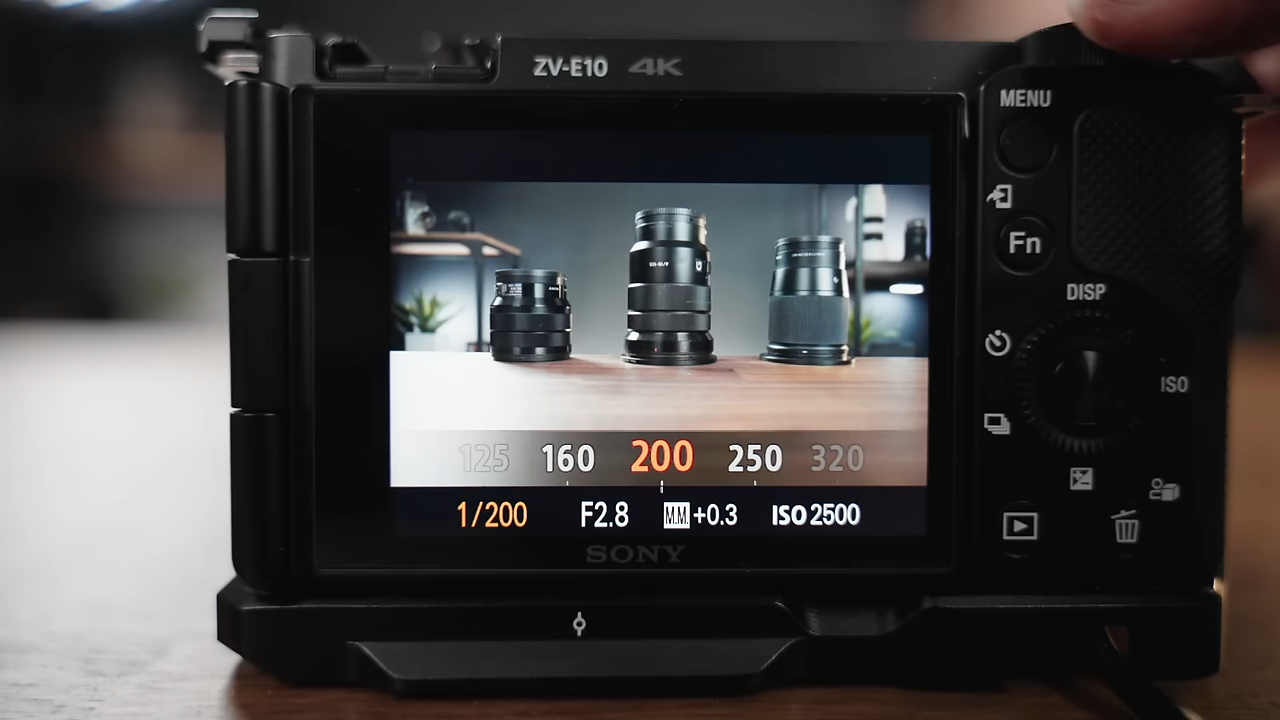 ZV-E10 4K
MENU
Fn
DISP
ISO
125 160 200 250 320
1/200 F2.8 M.M. +0.3 ISO 2500
SONY